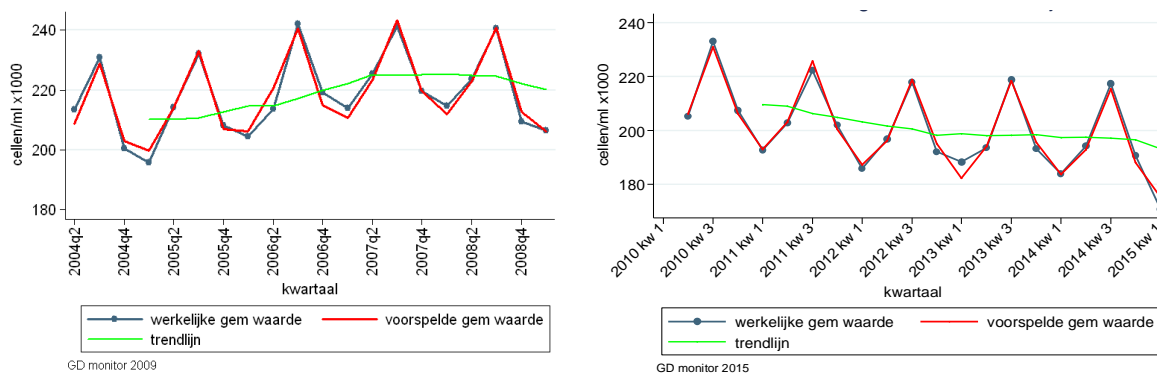 240
220
200
180
cellen/ml x1000
2004q2
2004q4
2005q2
2005q4
2006q2
2006q4
2007q2
2007q4
2008q2
2008q4
kwartaal
werkelijke gem waarde
voorspelde gem waarde
trendlijn
GD monitor 2009
240
220
200
180
cellen/ml x1000
2010 kw 1
2010 kw 3
2011 kw 1
2011 kw 3
2012 kw 1
2012 kw 3
2013 kw 1
2013 kw 3
2014 kw 1
2014 kw 3
2015 kw 1
kwartaal
werkelijke gem waarde
voorspelde gem waarde
trendlijn
GD monitor 2015